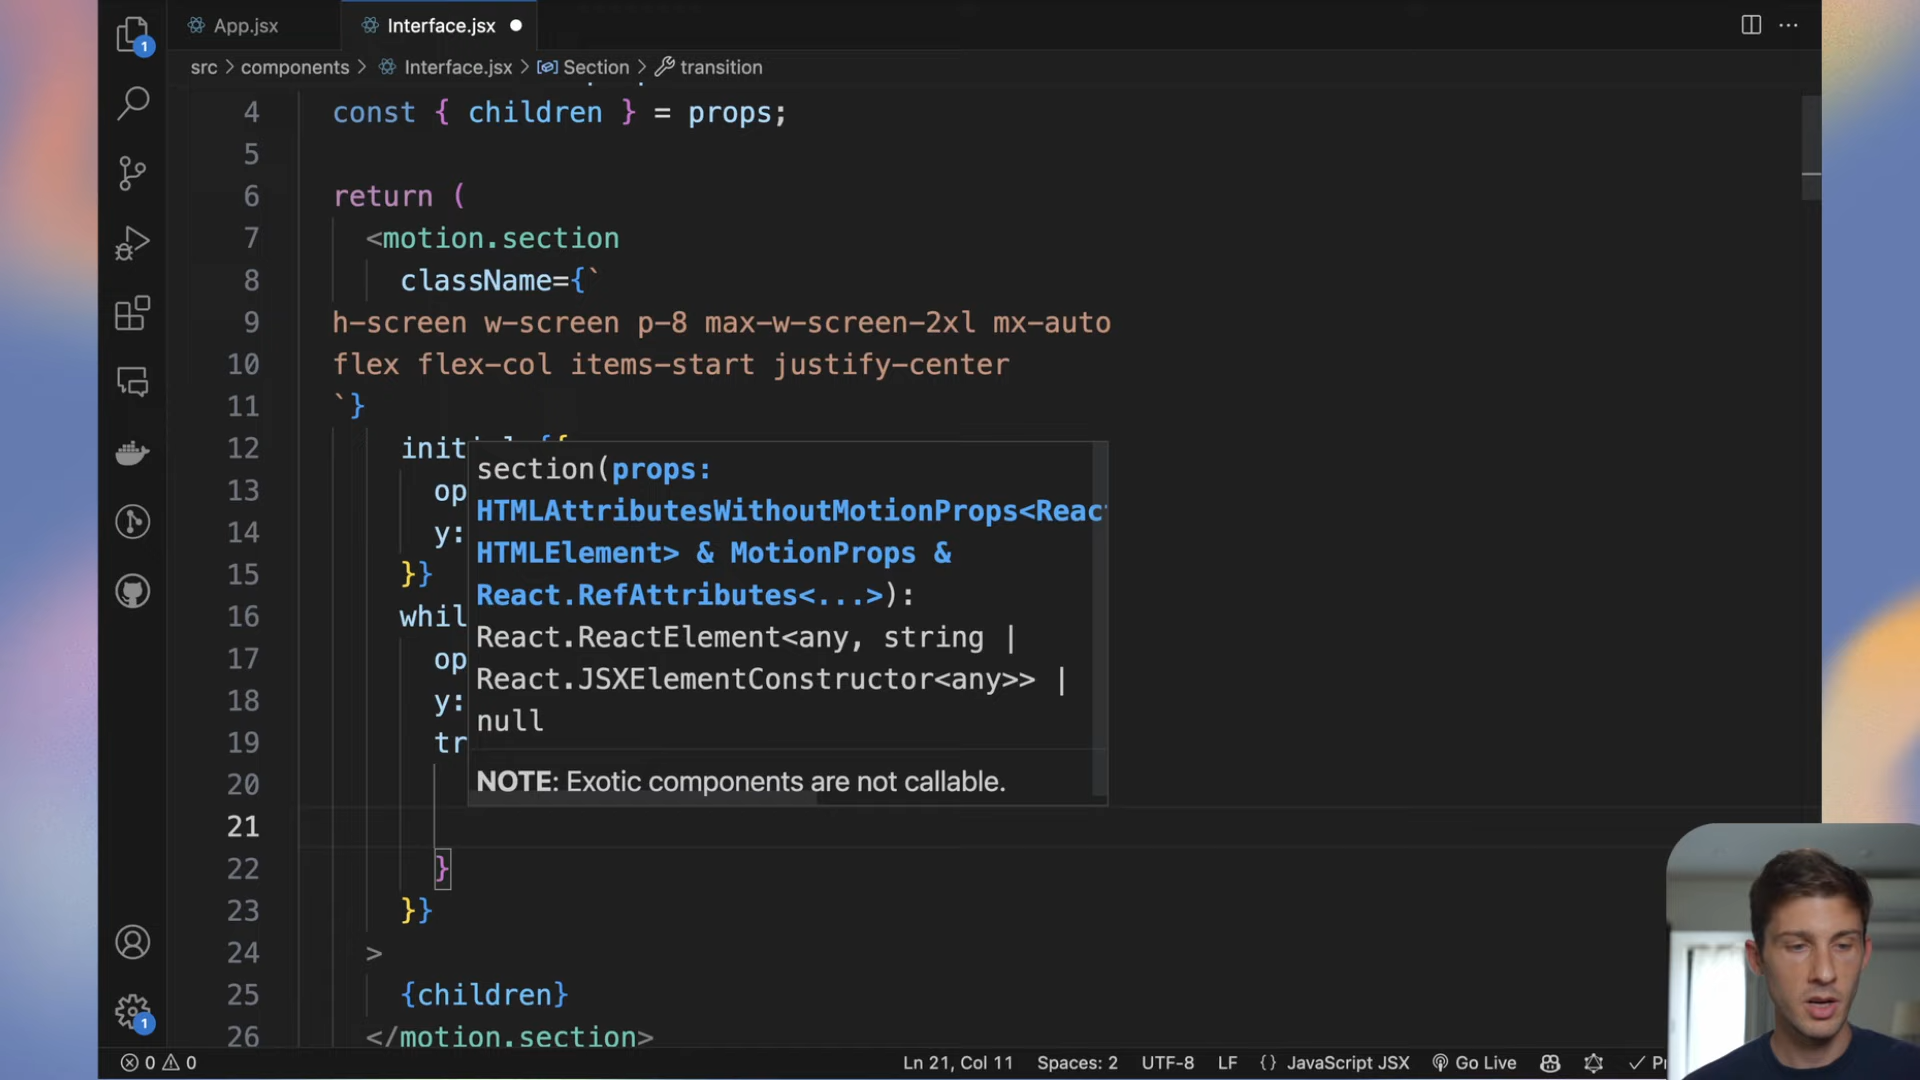 App.jsx
Interface.jsx
src > components > Interface.jsx > Section > transition
4 const { children } = props;
5
6 return (
7 <motion.section
8 className={`
9 h-screen w-screen p-8 max-w-screen-2xl mx-auto
10 flex flex-col items-start justify-center
11 `}
12 initial={{
13 op
14 y:
15 }}
16 whil
17 op
18 y:
19 tr
20
21
22 }
23 }}
24 >
25 {children}
26 </motion.section>
section(props:
HTMLAttributesWithoutMotionProps<Reac
HTMLElement> & MotionProps &
React.RefAttributes<...>):
React.ReactElement<any, string |
React.JSXElementConstructor<any>> |
null
NOTE: Exotic components are not callable.
1
1
0 0
Ln 21, Col 11 Spaces: 2 UTF-8 LF {} JavaScript JSX Go Live